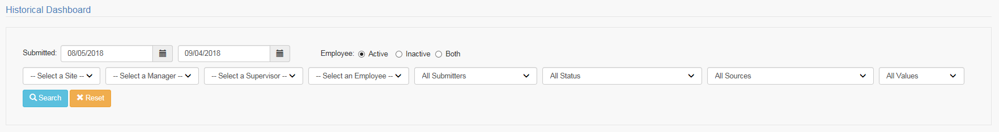 Historical Dashboard
Submitted: 08/05/2018 09/04/2018 Employee: Active Inactive Both
-- Select a Site -- -- Select a Manager -- -- Select a Supervisor -- -- Select an Employee -- All Submitters All Status All Sources All Values
Search Reset